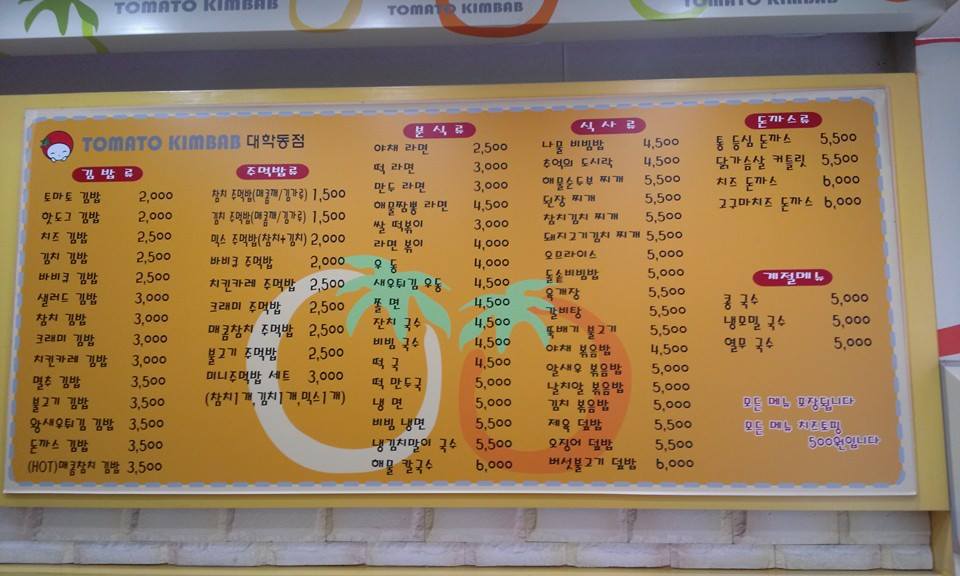 TOMATO KIMBAB
TOMATO KIMBAB
TOMATO KIMBAB
TOMATO KIMBAB 대학동점
김밥류
토마토 김밥 2,000
핫도그 김밥 2,000
치즈 김밥 2,500
김치 김밥 2,500
바비큐 김밥 2,500
샐러드 김밥 3,000
참치 김밥 3,000
크래미 김밥 3,000
치킨카레 김밥 3,000
멸추 김밥 3,500
불고기 김밥 3,500
왕새우튀김 김밥 3,500
돈까스 김밥 3,500
(HOT)매콤참치 김밥 3,500
주먹밥류
참치 주먹밥(매콤깨/김가루) 1,500
김치 주먹밥(매콤깨/김가루) 1,500
믹스 주먹밥(참치+김치) 2,000
바비큐 주먹밥 2,000
치킨카레 주먹밥 2,500
크래미 주먹밥 2,500
매콤참치 주먹밥 2,500
불고기 주먹밥 2,500
미니주먹밥 세트 3,000
(참치1개,김치1개,믹스1개)
분식류
야채 라면 2,500
떡 라면 3,000
만두 라면 3,000
해물짬뽕 라면 4,500
쌀 떡볶이 3,000
라면 볶이 4,000
우동 4,000
새우튀김 우동 4,500
쫄면 4,500
잔치 국수 4,500
비빔 국수 4,500
떡국 4,500
떡 만두국 5,000
냉면 5,000
비빔 냉면 5,500
냉김치말이 국수 5,500
해물 칼국수 6,000
식사류
나물 비빔밥 4,500
추억의 도시락 4,500
해물순두부 찌개 5,500
된장 찌개 5,500
참치김치 찌개 5,500
돼지고기김치 찌개 5,500
오므라이스 5,500
돌솥비빔밥 5,000
육개장 5,500
갈비탕 5,500
뚝배기 불고기 5,500
야채 볶음밥 4,500
알새우 볶음밥 5,000
날치알 볶음밥 5,000
김치 볶음밥 5,000
제육 덮밥 5,000
오징어 덮밥 5,500
버섯불고기 덮밥 6,000
돈까스류
통 등심 돈까스 5,500
닭가슴살 커틀릿 5,500
치즈 돈까스 6,000
고구마치즈 돈까스 6,000
계절메뉴
콩 국수 5,000
냉모밀 국수 5,000
열무 국수 5,000
모든 메뉴 포장됩니다
모든 메뉴 치즈토핑
500원입니다